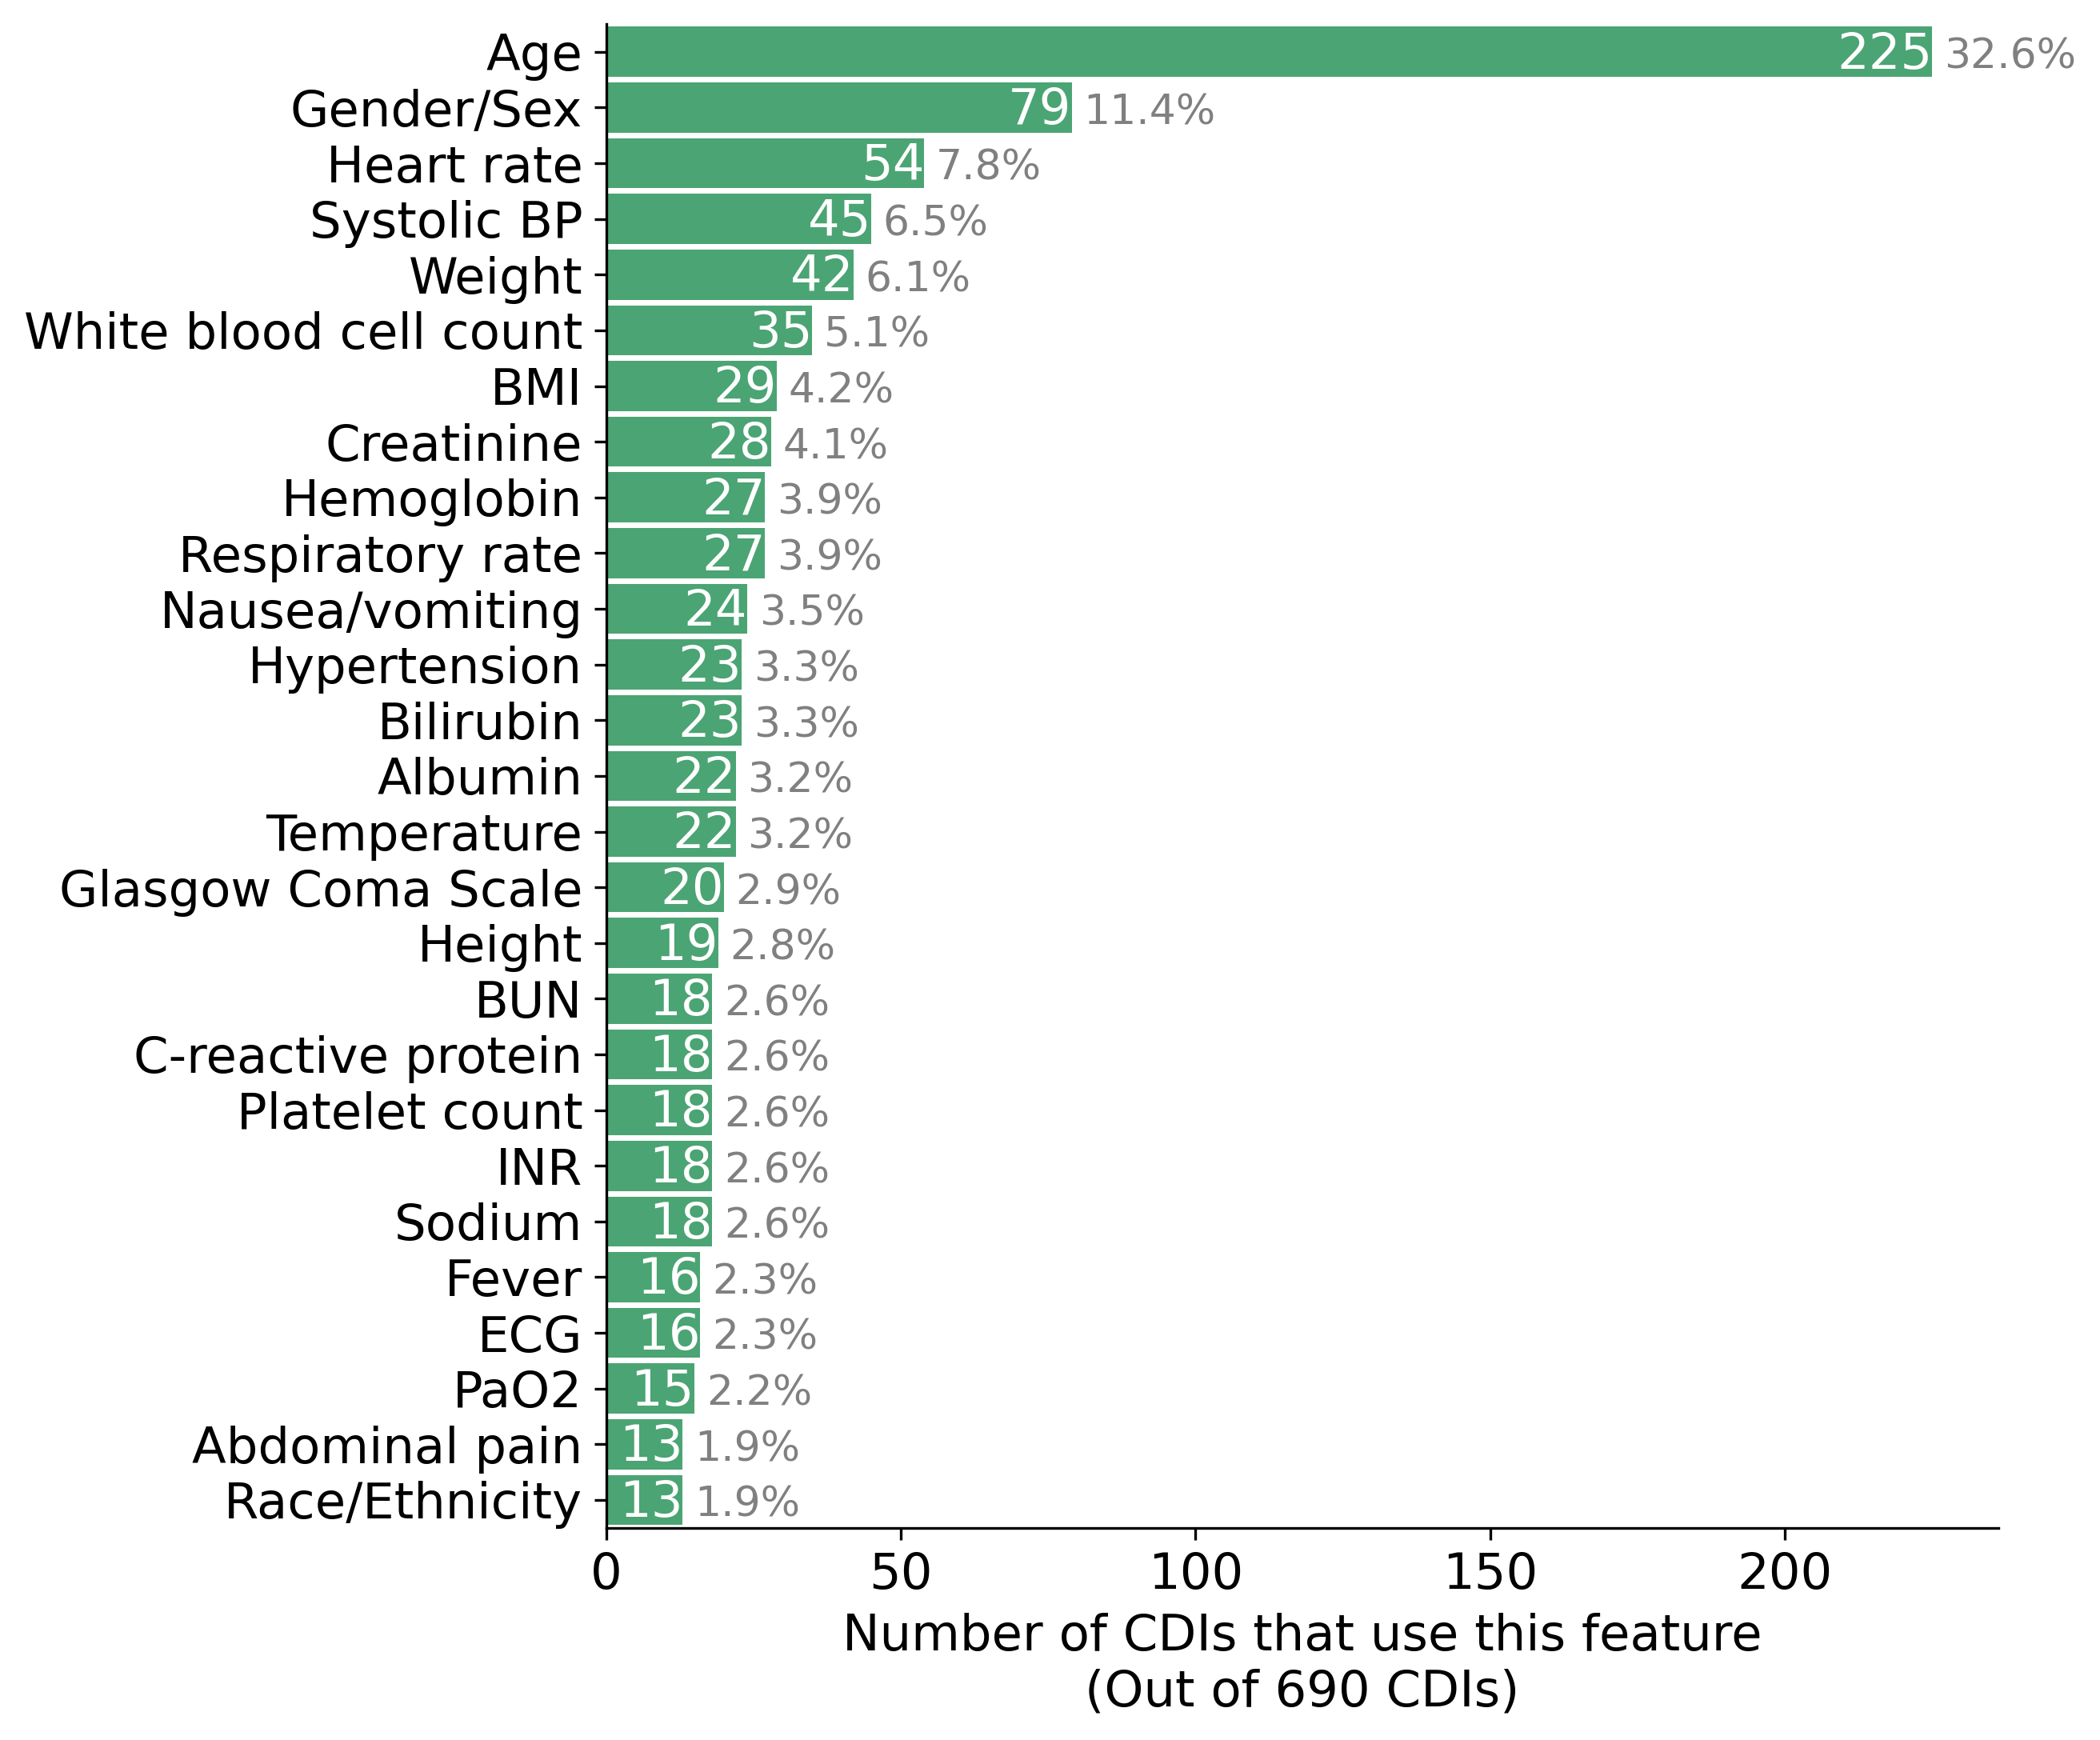 Age 225 32.6%
Gender/Sex 79 11.4%
Heart rate 54 7.8%
Systolic BP 45 6.5%
Weight 42 6.1%
White blood cell count 35 5.1%
BMI 29 4.2%
Creatinine 28 4.1%
Hemoglobin 27 3.9%
Respiratory rate 27 3.9%
Nausea/vomiting 24 3.5%
Hypertension 23 3.3%
Bilirubin 23 3.3%
Albumin 22 3.2%
Temperature 22 3.2%
Glasgow Coma Scale 20 2.9%
Height 19 2.8%
BUN 18 2.6%
C-reactive protein 18 2.6%
Platelet count 18 2.6%
INR 18 2.6%
Sodium 18 2.6%
Fever 16 2.3%
ECG 16 2.3%
PaO2 15 2.2%
Abdominal pain 13 1.9%
Race/Ethnicity 13 1.9%
0 50 100 150 200
Number of CDIs that use this feature
(Out of 690 CDIs)